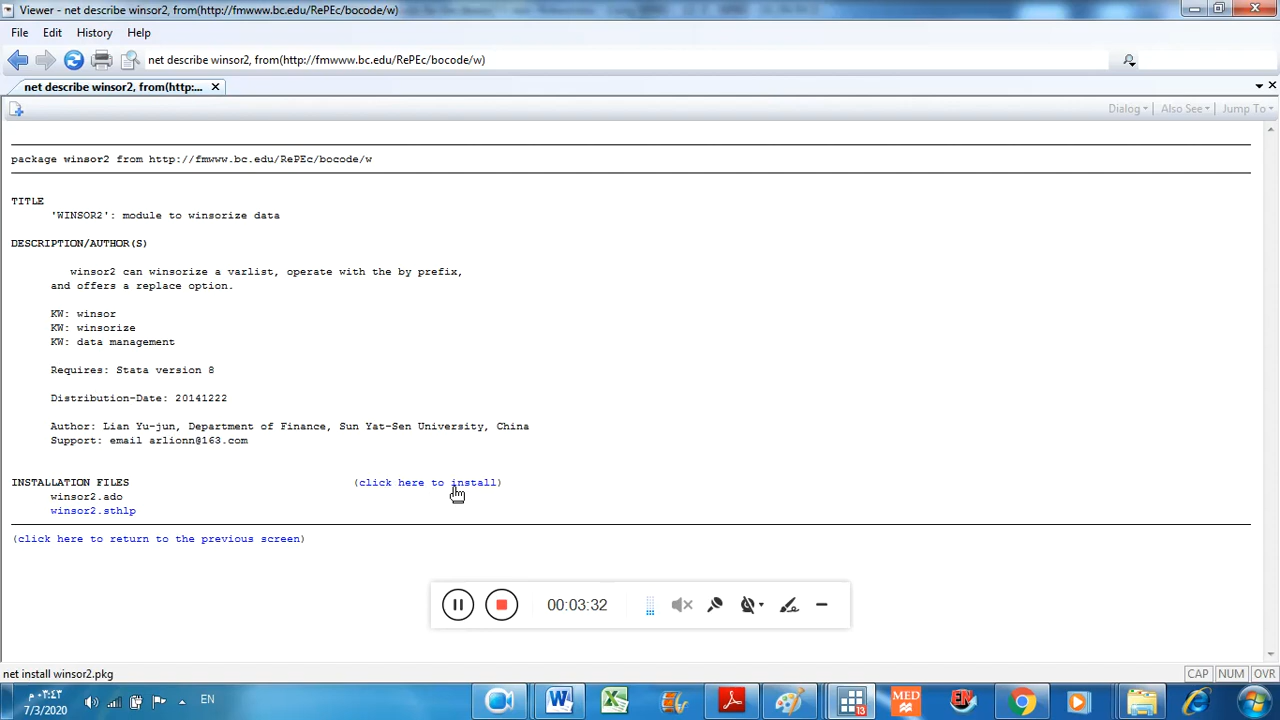 Viewer - net describe winsor2, from(http://fmwww.bc.edu/RePEc/bocode/w)
File Edit History Help
net describe winsor2, from(http://fmwww.bc.edu/RePEc/bocode/w)
net describe winsor2, from(http:...
Dialog Also See Jump To
package winsor2 from http://fmwww.bc.edu/RePEc/bocode/w
TITLE
'WINSOR2': module to winsorize data
DESCRIPTION/AUTHOR(S)
winsor2 can winsorize a varlist, operate with the by prefix,
and offers a replace option.
KW: winsor
KW: winsorize
KW: data management
Requires: Stata version 8
Distribution-Date: 20141222
Author: Lian Yu-jun, Department of Finance, Sun Yat-Sen University, China
Support: email arlionn@163.com
INSTALLATION FILES (click here to install)
winsor2.ado
winsor2.sthlp
(click here to return to the previous screen)
00:03:32
net install winsor2.pkg
CAP NUM OVR
٠٣:٤٣ م
EN
7/3/2020
13
MED
EN